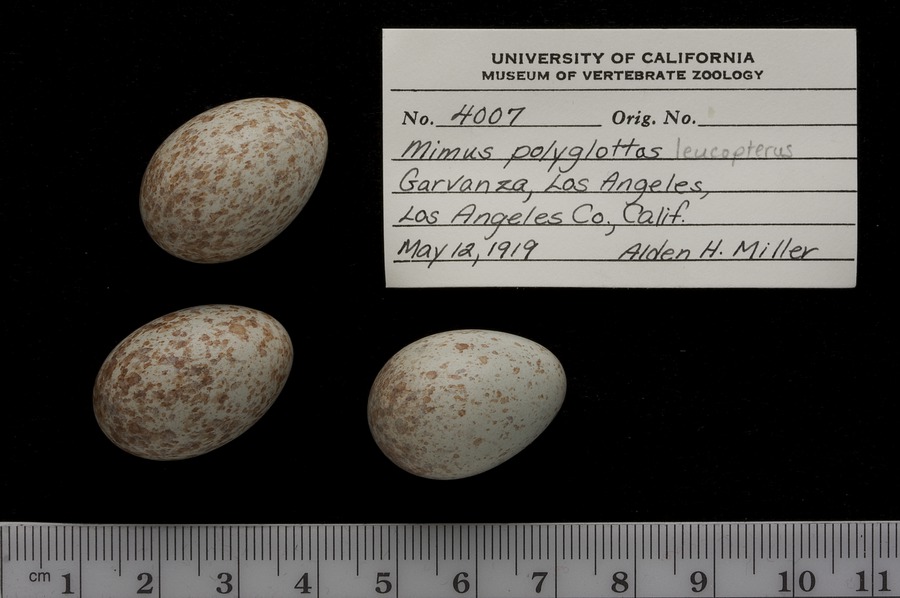 UNIVERSITY OF CALIFORNIA
MUSEUM OF VERTEBRATE ZOOLOGY
No. 4007 Orig. No.
Mimus polyglottos leucopterus
Garvanza, Los Angeles,
Los Angeles Co., Calif.
May 12, 1919 Alden H. Miller
cm 1 2 3 4 5 6 7 8 9 10 11